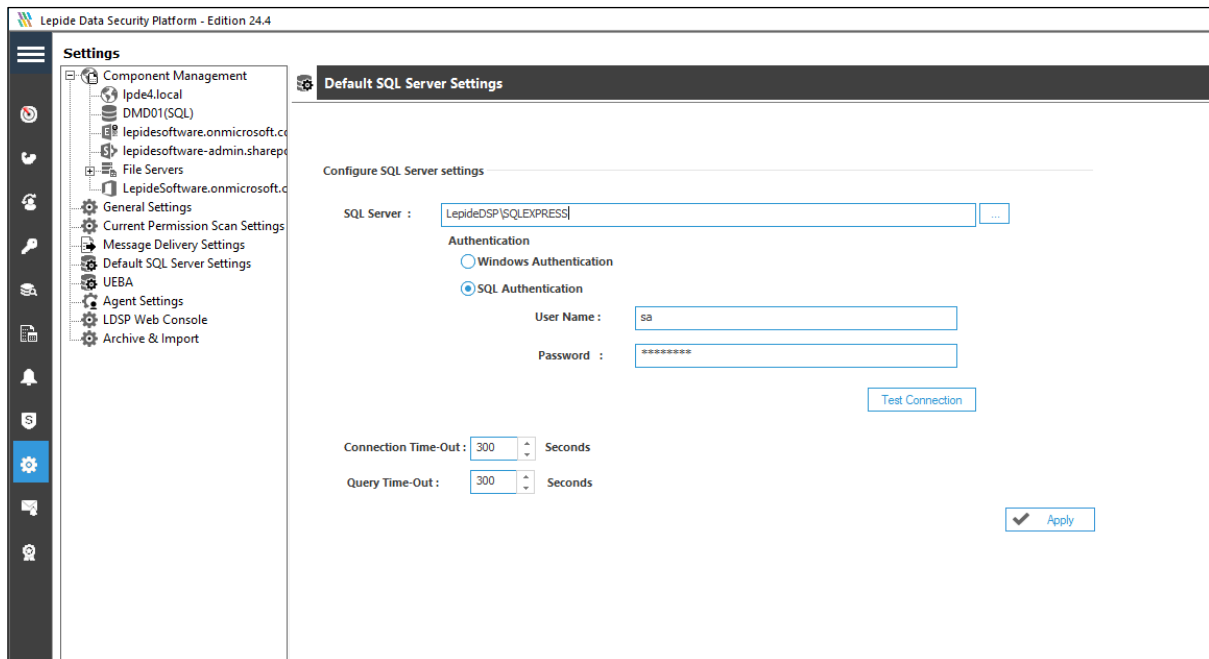 Lepide Data Security Platform - Edition 24.4
Settings
Component Management
lpde4.local
DMD01(SQL)
lepidesoftware.onmicrosoft.co
lepidesoftware-admin.sharepo
File Servers
LepideSoftware.onmicrosoft.c
General Settings
Current Permission Scan Settings
Message Delivery Settings
Default SQL Server Settings
UEBA
Agent Settings
LDSP Web Console
Archive & Import
Default SQL Server Settings
Configure SQL Server settings
SQL Server : LepideDSP\SQLEXPRESS ...
Authentication
Windows Authentication
SQL Authentication
User Name : sa
Password : ********
Test Connection
Connection Time-Out : 300 Seconds
Query Time-Out : 300 Seconds
Apply